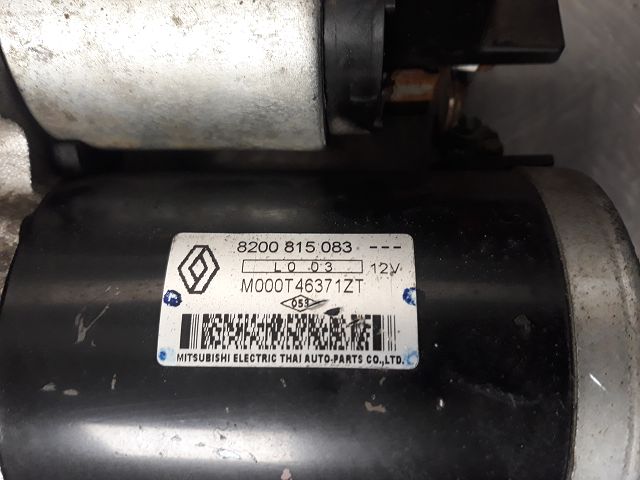 8200 815 083 ---
L0 03 12V
M000T46371ZT
053
MITSUBISHI ELECTRIC THAI AUTO-PARTS CO.,LTD.